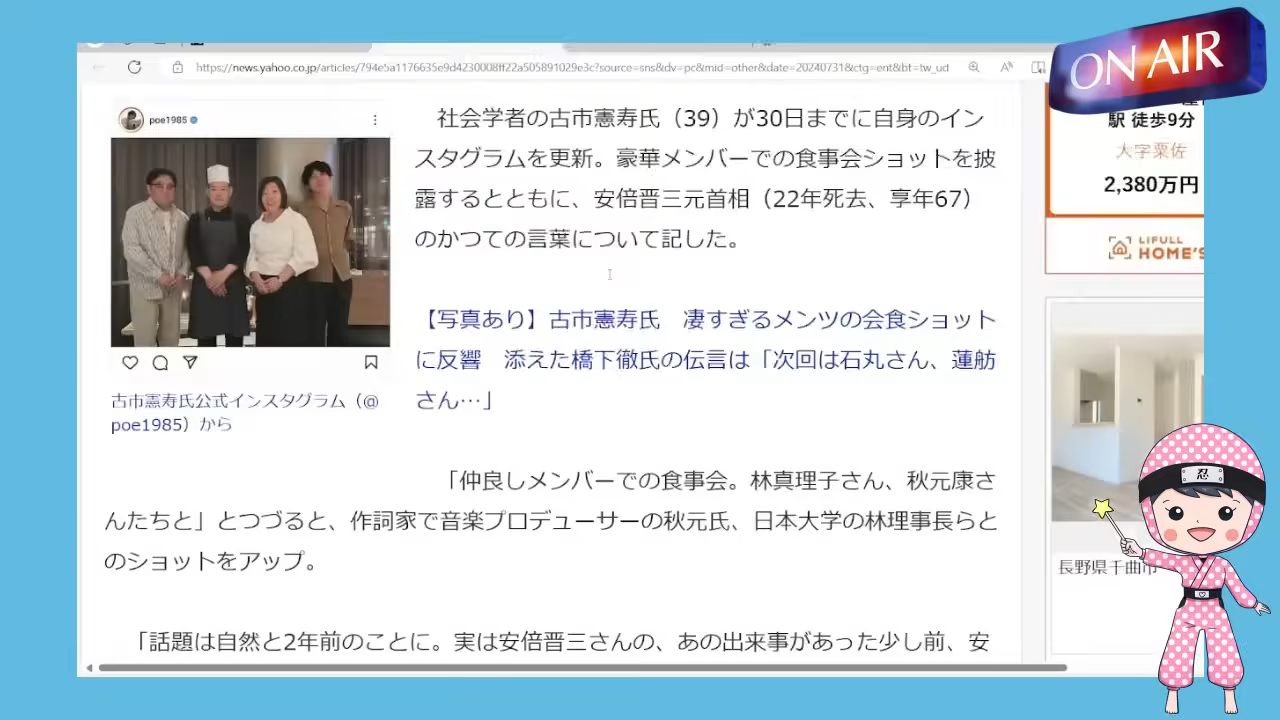 https://news.yahoo.co.jp/articles/794e5a1176635e9d4230008ff22a505891029e3c?source=sns&dv=pc&mid=other&date=20240731&ctg=ent&bt=tw_ud
ON AIR
poe1985
社会学者の古市憲寿氏(39)が30日までに自身のイン
スタグラムを更新。豪華メンバーでの食事会ショットを披
露するとともに、安倍晋三元首相(22年死去、享年67)
のかつての言葉について記した。
【写真あり】古市憲寿氏 凄すぎるメンツの会食ショット
に反響 添えた橋下徹氏の伝言は「次回は石丸さん、蓮舫
さん…」
古市憲寿氏公式インスタグラム(@
poe1985)から
「仲良しメンバーでの食事会。林真理子さん、秋元康さ
んたちと」とつづると、作詞家で音楽プロデューサーの秋元氏、日本大学の林理事長らと
のショットをアップ。
「話題は自然と2年前のことに。実は安倍晋三さんの、あの出来事があった少し前、安
駅 徒歩9分
大字粟佐
2,380万円
LIFULL
HOME'S
長野県千曲市
忍